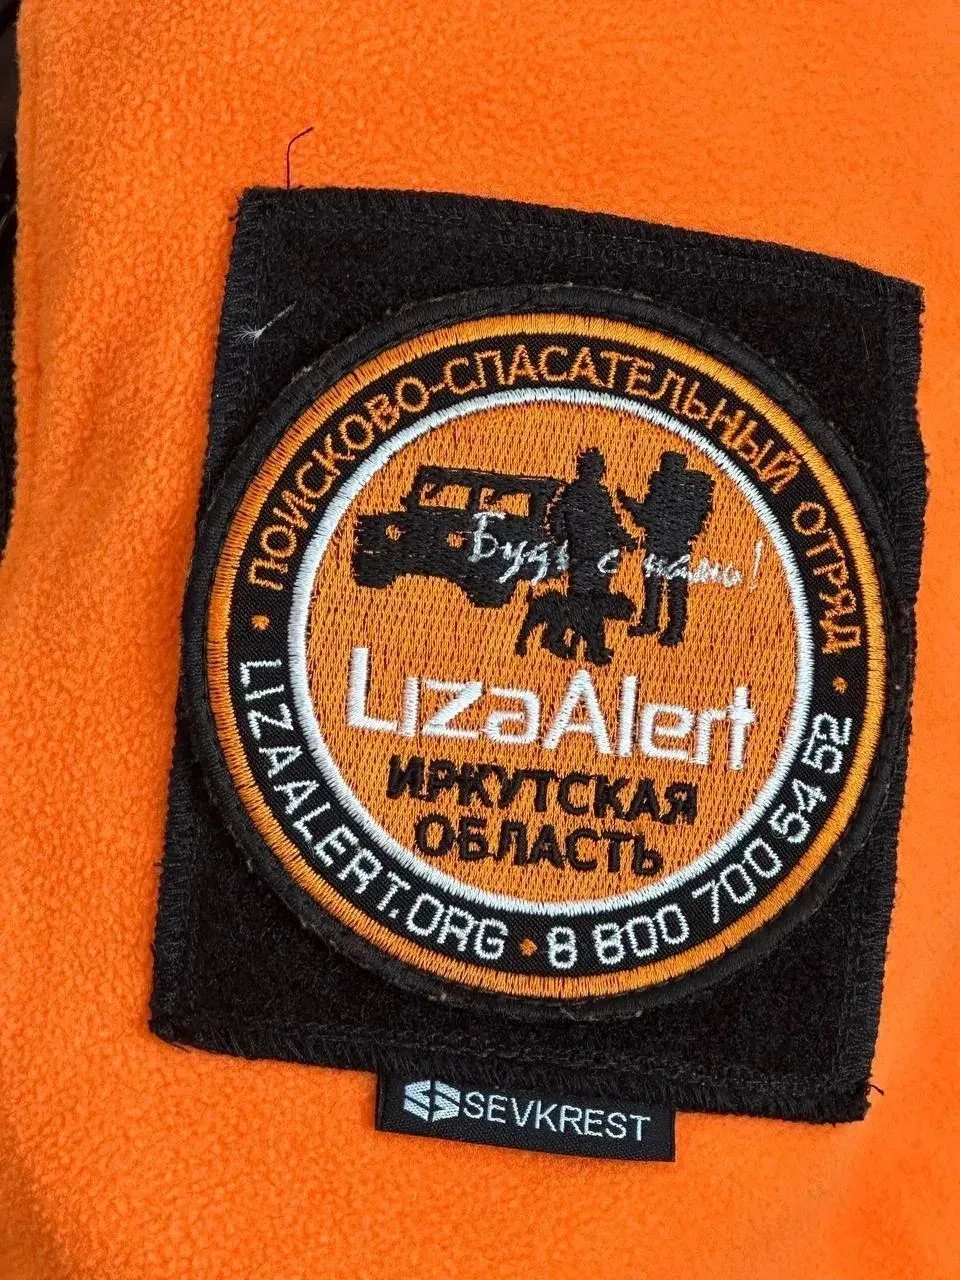 ПОИСКОВО-СПАСАТЕЛЬНЫЙ ОТРЯД
Будь с нами!
LizaAlert
ИРКУТСКАЯ
ОБЛАСТЬ
LIZAALERT.ORG • 8 800 700 54 52
SEVKREST